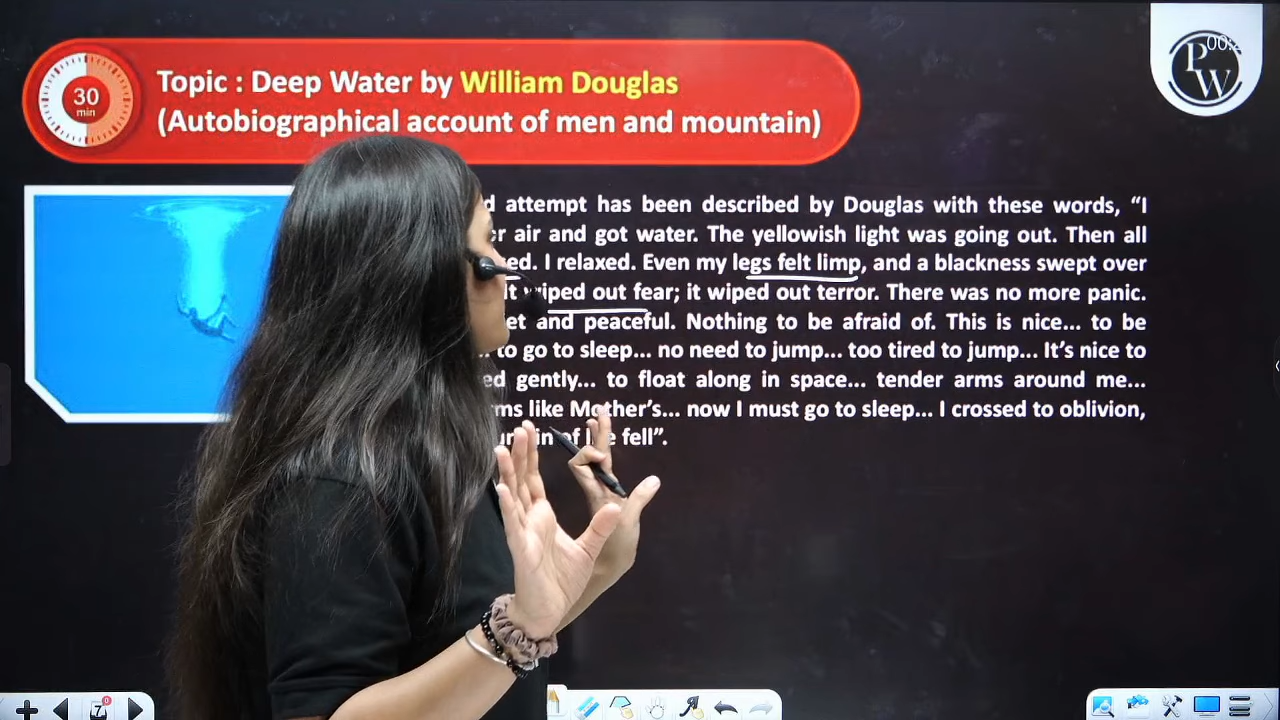 30
min
Topic : Deep Water by William Douglas
(Autobiographical account of men and mountain)
PW
attempt has been described by Douglas with these words, “I
air and got water. The yellowish light was going out. Then all
I relaxed. Even my legs felt limp, and a blackness swept over
wiped out fear; it wiped out terror. There was no more panic.
and peaceful. Nothing to be afraid of. This is nice... to be
to go to sleep... no need to jump... too tired to jump... It’s nice to
gently... to float along in space... tender arms around me...
like Mother’s... now I must go to sleep... I crossed to oblivion,
of fell”.
7